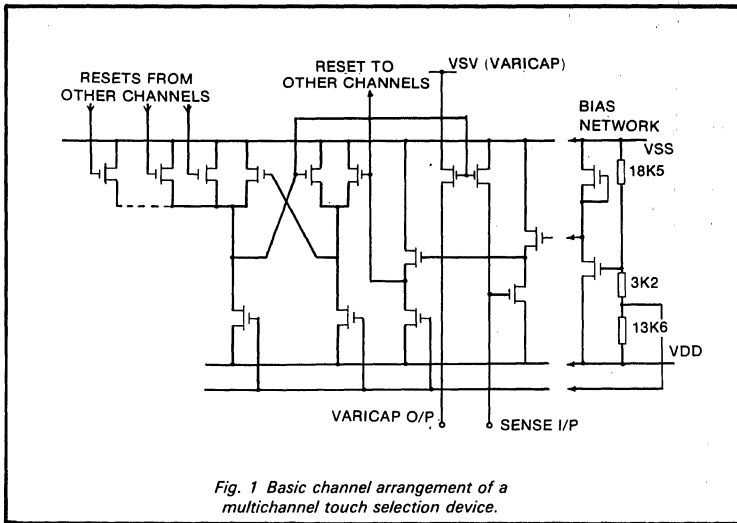 RESETS FROM
OTHER CHANNELS
RESET TO
OTHER CHANNELS
VSV (VARICAP)
BIAS
NETWORK
VSS
18K5
3K2
13K6
VDD
VARICAP O/P
SENSE I/P
Fig. 1 Basic channel arrangement of a
multichannel touch selection device.